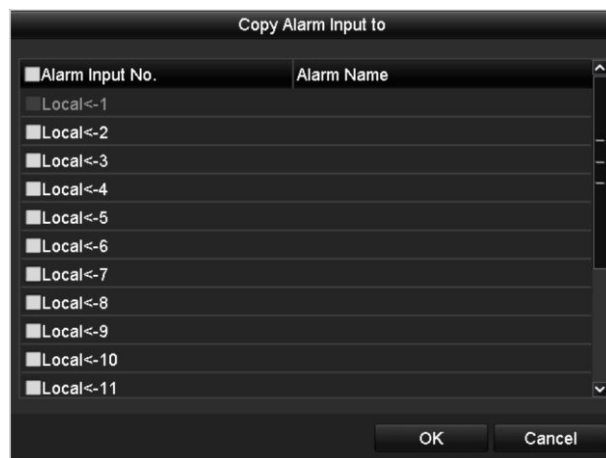 Copy Alarm Input to
Alarm Input No. Alarm Name
Local<-1
Local<-2
Local<-3
Local<-4
Local<-5
Local<-6
Local<-7
Local<-8
Local<-9
Local<-10
Local<-11
OK Cancel